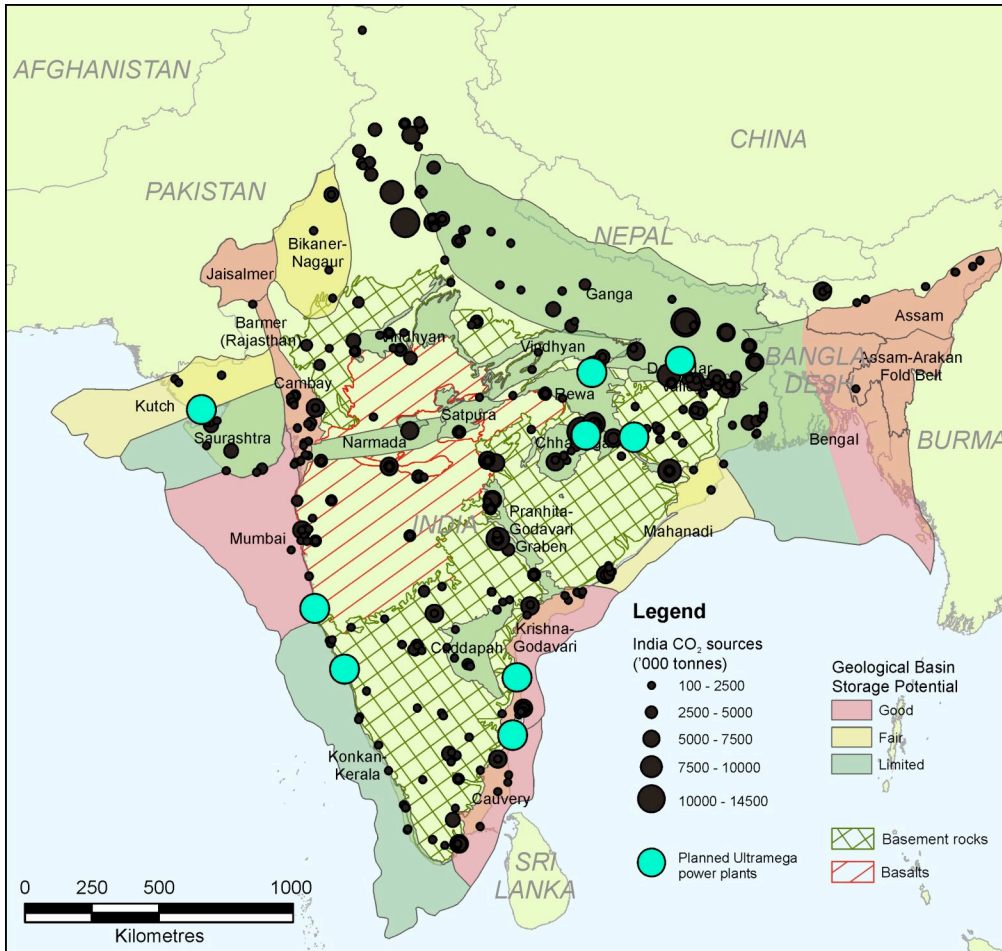 AFGHANISTAN
CHINA
PAKISTAN
NEPAL
Bikaner-
Nagaur
Jaisalmer
Ganga
Barmer
(Rajasthan)
Vindhyan
Vindhyan
Assam
BANGLA
DESH
Assam-Arakan
Fold Belt
Kutch
Cambay
Rewa
Satpura
Saurashtra
Narmada
Bengal
BURMA
INDIA
Pranhita-
Godavari
Graben
Mumbai
Mahanadi
Krishna-
Godavari
Cuddapah
Konkan-
Kerala
Cauvery
SRI
LANKA
Legend
India CO₂ sources
('000 tonnes)
100 - 2500
2500 - 5000
5000 - 7500
7500 - 10000
10000 - 14500
Planned Ultramega
power plants
Geological Basin
Storage Potential
Good
Fair
Limited
Basement rocks
Basalts
0 250 500 1000
Kilometres